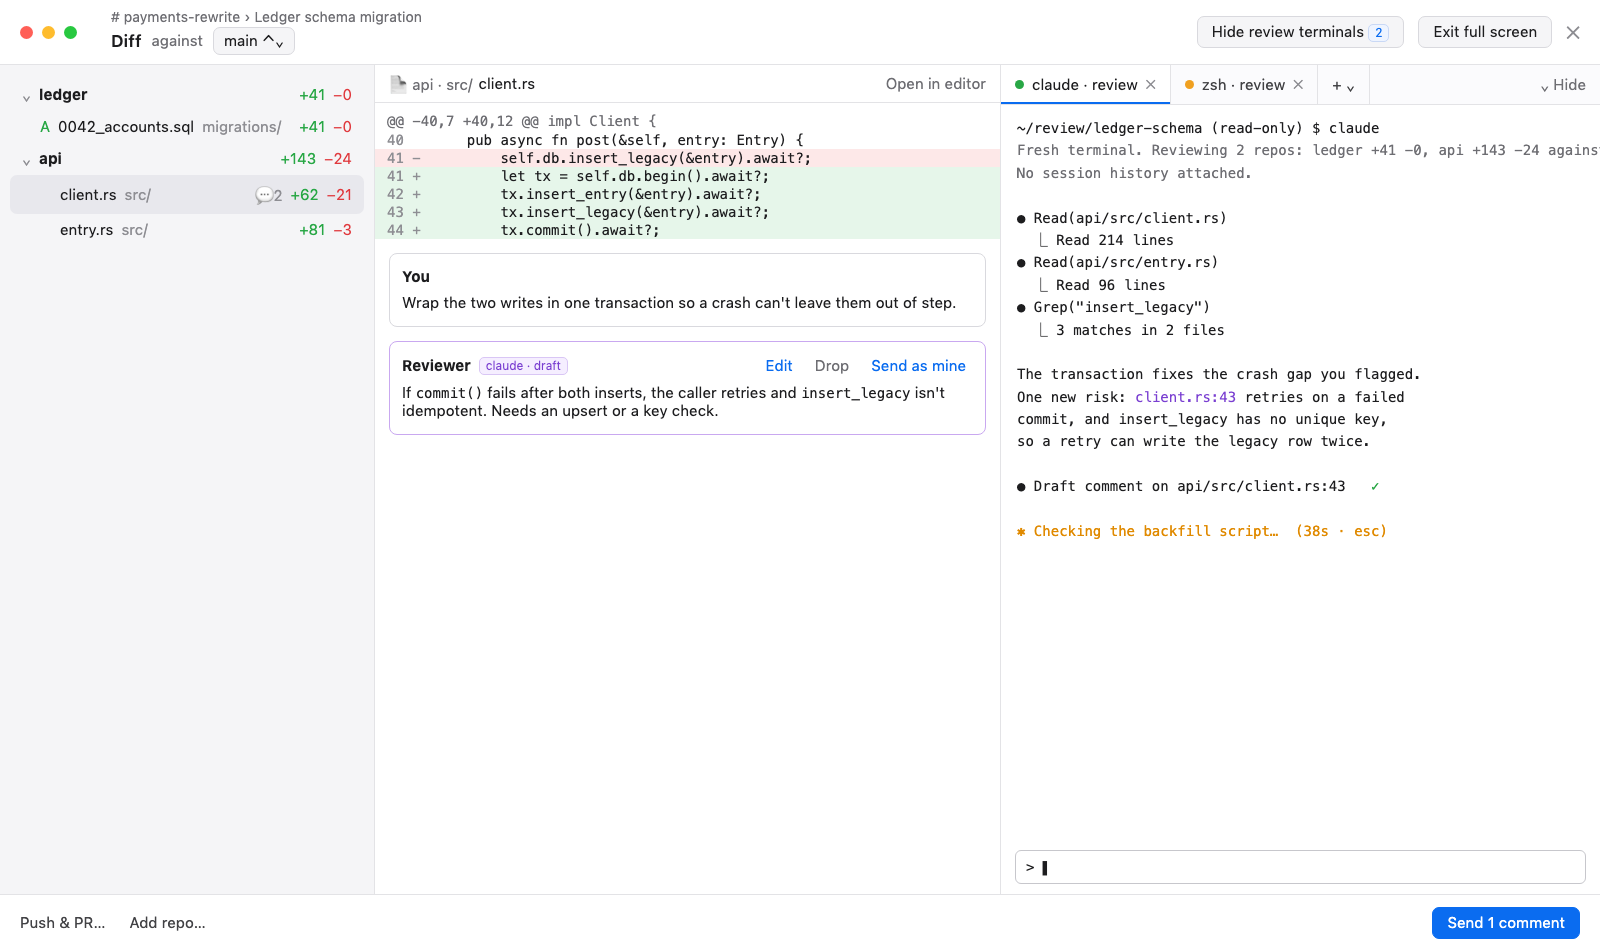 # payments-rewrite › Ledger schema migration
Diff against main
Hide review terminals 2
Exit full screen
ledger +41 −0
A 0042_accounts.sql migrations/ +41 −0
api +143 −24
client.rs src/ 2 +62 −21
entry.rs src/ +81 −3
api · src/ client.rs
Open in editor
@@ −40,7 +40,12 @@ impl Client {
40 pub async fn post(&self, entry: Entry) {
41 − self.db.insert_legacy(&entry).await?;
41 + let tx = self.db.begin().await?;
42 + tx.insert_entry(&entry).await?;
43 + tx.insert_legacy(&entry).await?;
44 + tx.commit().await?;
You
Wrap the two writes in one transaction so a crash can't leave them out of step.
Reviewer claude · draft Edit Drop Send as mine
If commit() fails after both inserts, the caller retries and insert_legacy isn't
idempotent. Needs an upsert or a key check.
claude · review
zsh · review
+
Hide
~/review/ledger-schema (read-only) $ claude
Fresh terminal. Reviewing 2 repos: ledger +41 −0, api +143 −24 agains
No session history attached.
● Read(api/src/client.rs)
⎿ Read 214 lines
● Read(api/src/entry.rs)
⎿ Read 96 lines
● Grep("insert_legacy")
⎿ 3 matches in 2 files
The transaction fixes the crash gap you flagged.
One new risk: client.rs:43 retries on a failed
commit, and insert_legacy has no unique key,
so a retry can write the legacy row twice.
● Draft comment on api/src/client.rs:43 ✓
✱ Checking the backfill script… (38s · esc)
>
Push & PR…
Add repo…
Send 1 comment